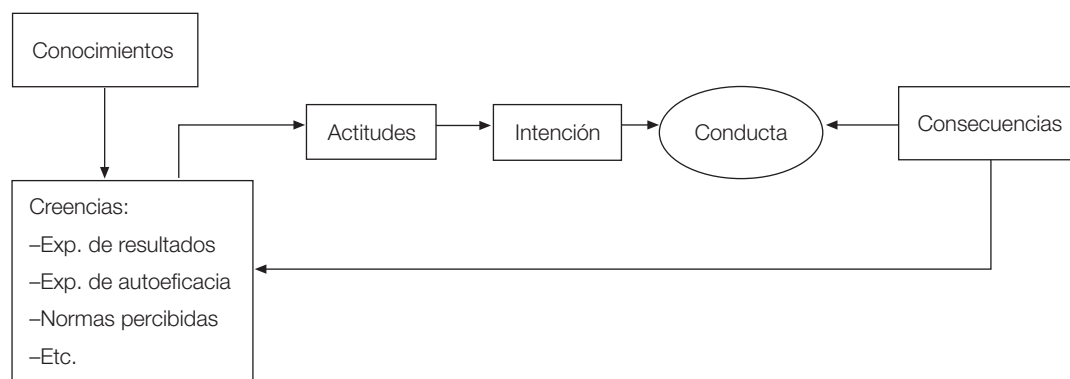 Conocimientos
Actitudes
Intención
Conducta
Consecuencias
Creencias:
–Exp. de resultados
–Exp. de autoeficacia
–Normas percibidas
–Etc.